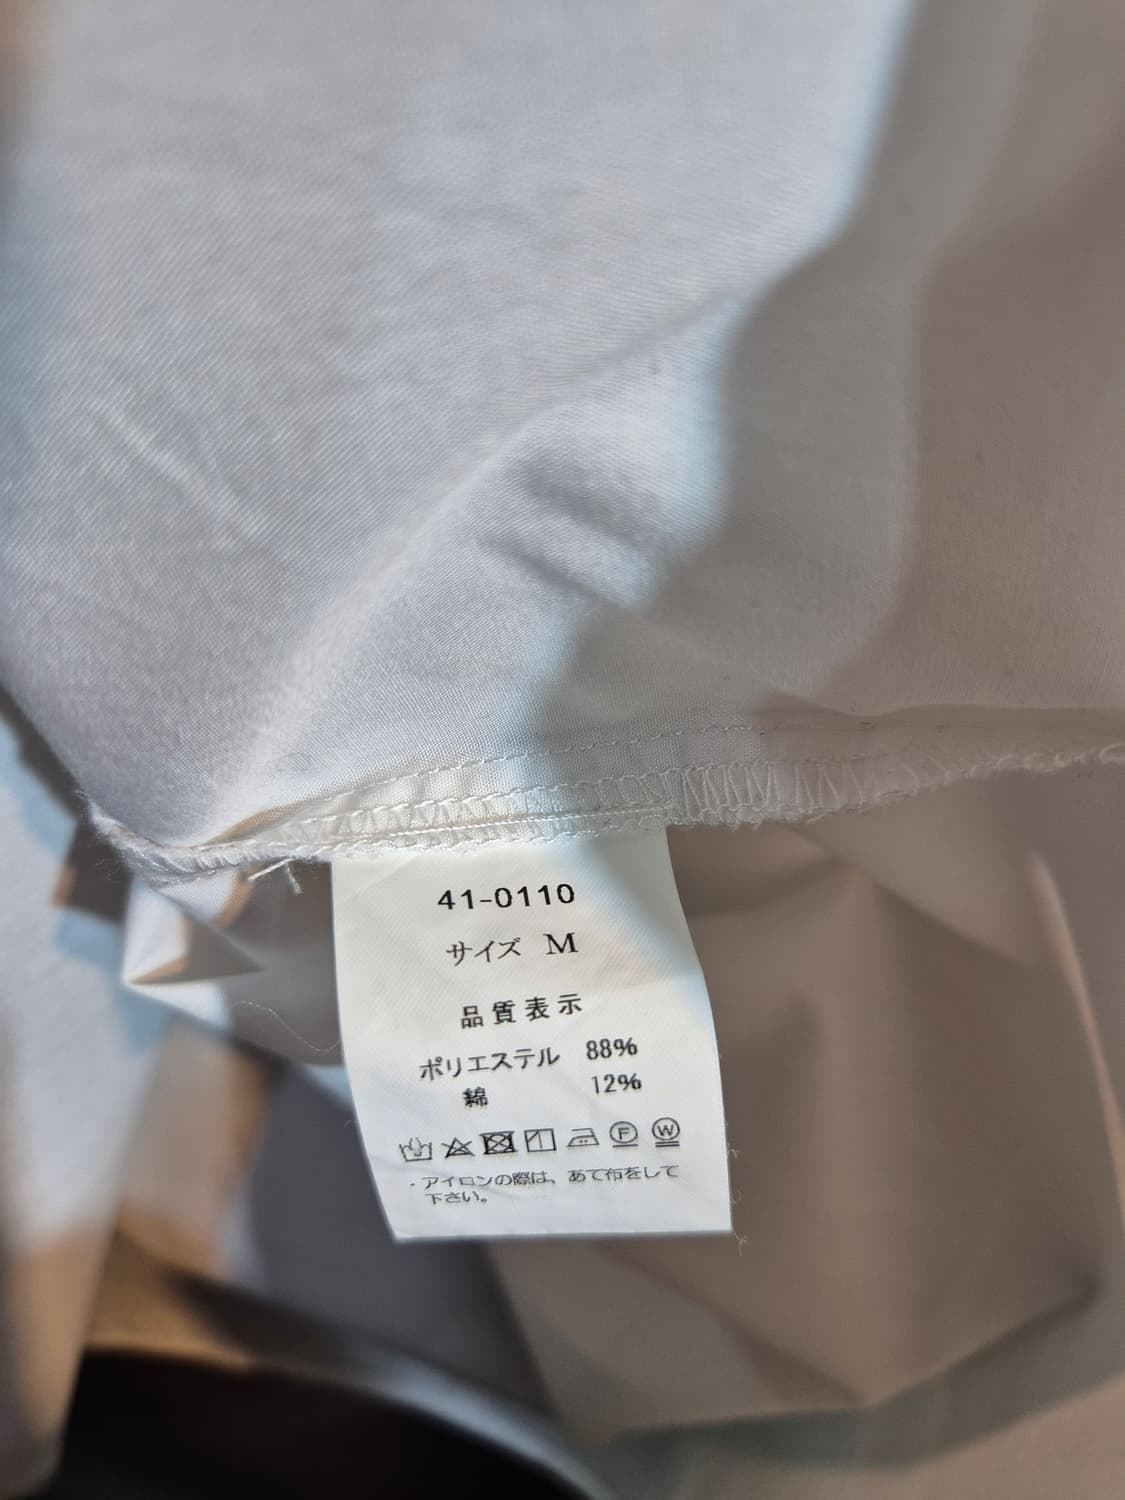 41-0110
サイズ M
品質表示
ポリエステル 88%
綿 12%
F W
・アイロンの際は、あて布をして
下さい。